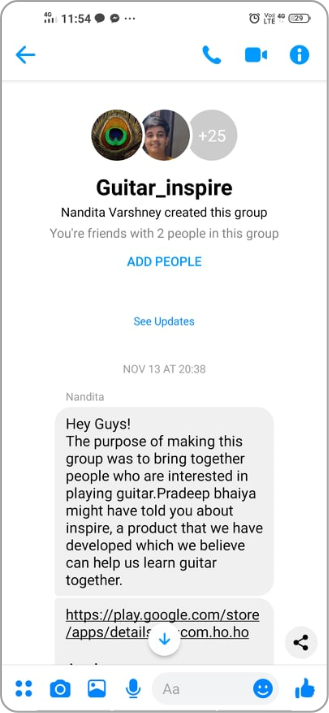 4G 11:54
VoI LTE 4G 29
+25
Guitar_inspire
Nandita Varshney created this group
You're friends with 2 people in this group
ADD PEOPLE
See Updates
NOV 13 AT 20:38
Nandita
Hey Guys!
The purpose of making this
group was to bring together
people who are interested in
playing guitar.Pradeep bhaiya
might have told you about
inspire, a product that we have
developed which we believe
can help us learn guitar
together.
https://play.google.com/store
/apps/details com.ho.ho
Aa